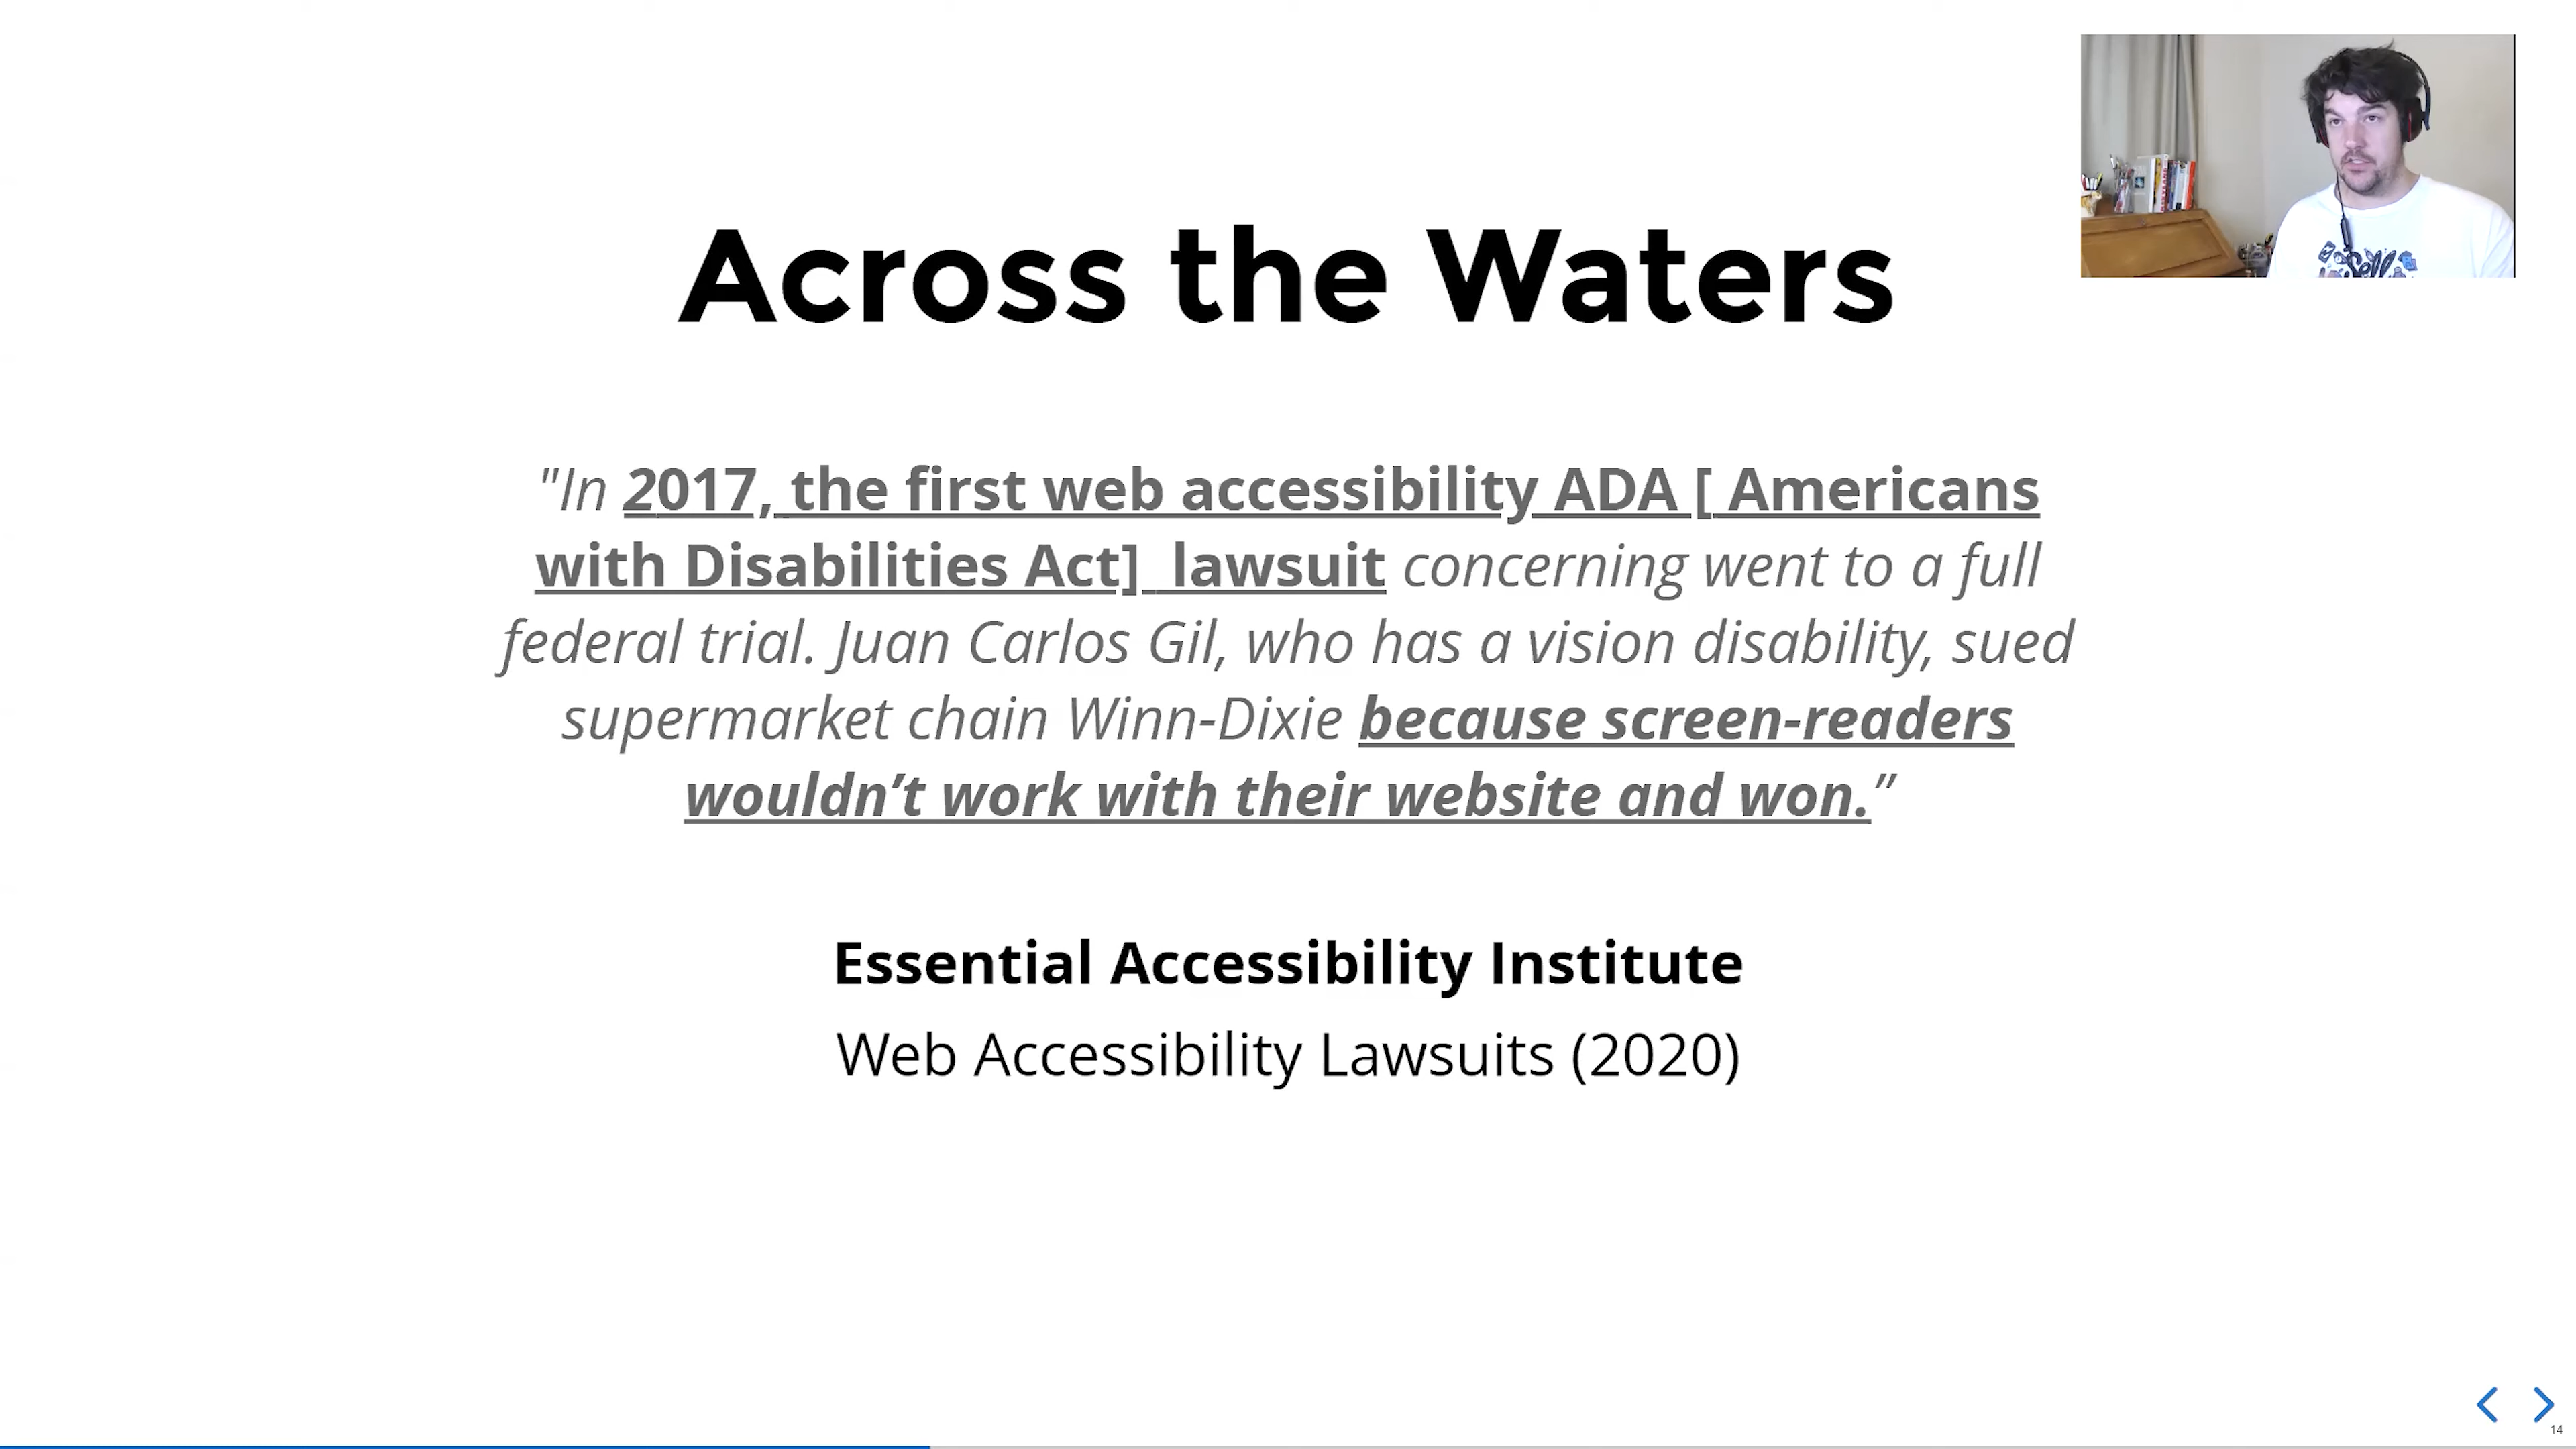 Across the Waters
"In 2017, the first web accessibility ADA [ Americans
with Disabilities Act]  lawsuit concerning went to a full
federal trial. Juan Carlos Gil, who has a vision disability, sued
supermarket chain Winn-Dixie because screen-readers
wouldn’t work with their website and won.”
Essential Accessibility Institute
Web Accessibility Lawsuits (2020)
14